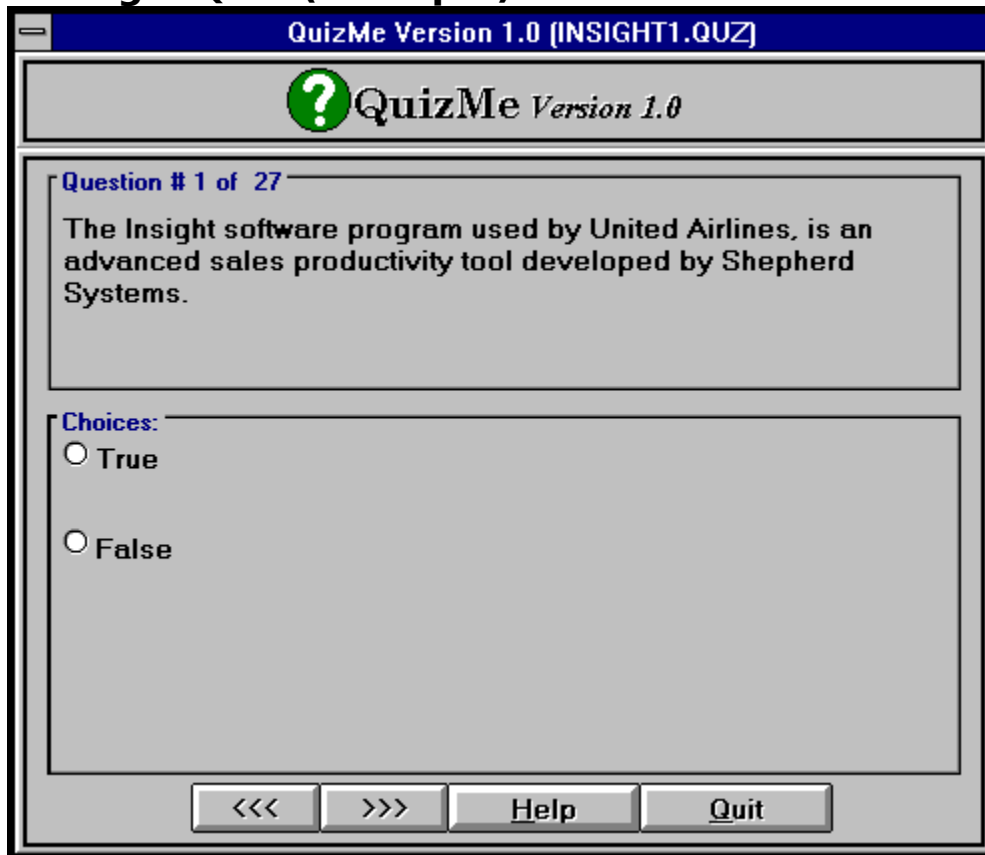 QuizMe Version 1.0 (INSIGHT1.QUZ)
QuizMe Version 1.0
Question # 1 of 27
The Insight software program used by United Airlines, is an
advanced sales productivity tool developed by Shepherd
Systems.
Choices:
True
False
<<< >>> Help Quit